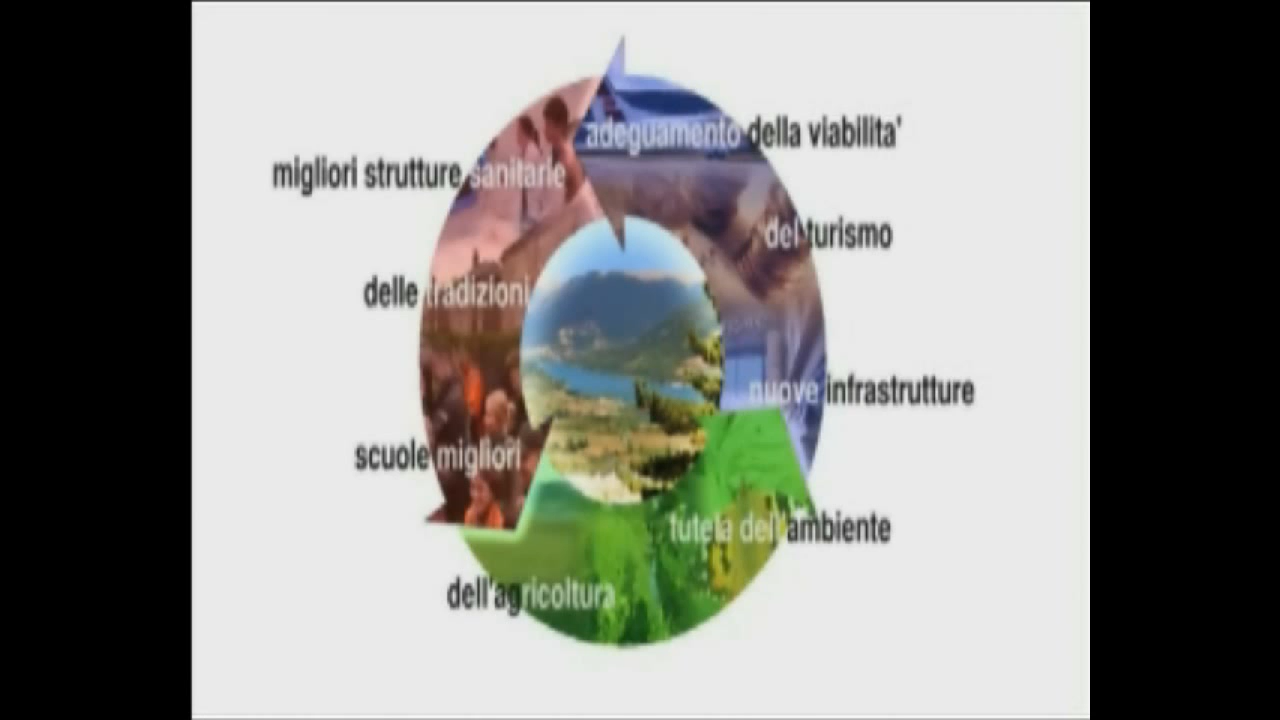 adeguamento della viabilita'
migliori strutture sanitarie
del turismo
delle tradizioni
nuove infrastrutture
scuole migliori
tutela dell'ambiente
dell'agricoltura